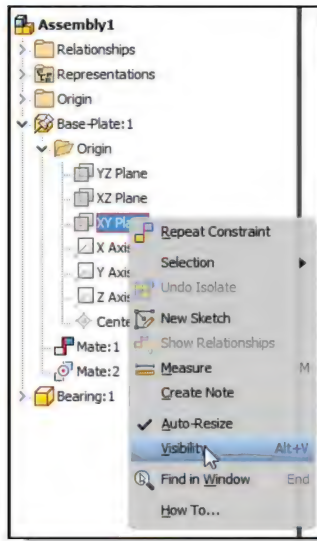 Assembly1
Relationships
Representations
Origin
Base-Plate:1
Origin
YZ Plane
XZ Plane
XY Pla
X Axis
Y Axis
Z Axis
Cente
Mate:1
Mate:2
Bearing:1
Repeat Constraint
Selection
Undo Isolate
New Sketch
Show Relationships
Measure M
Create Note
Auto-Resize
Visibility Alt+V
Find in Window End
How To...